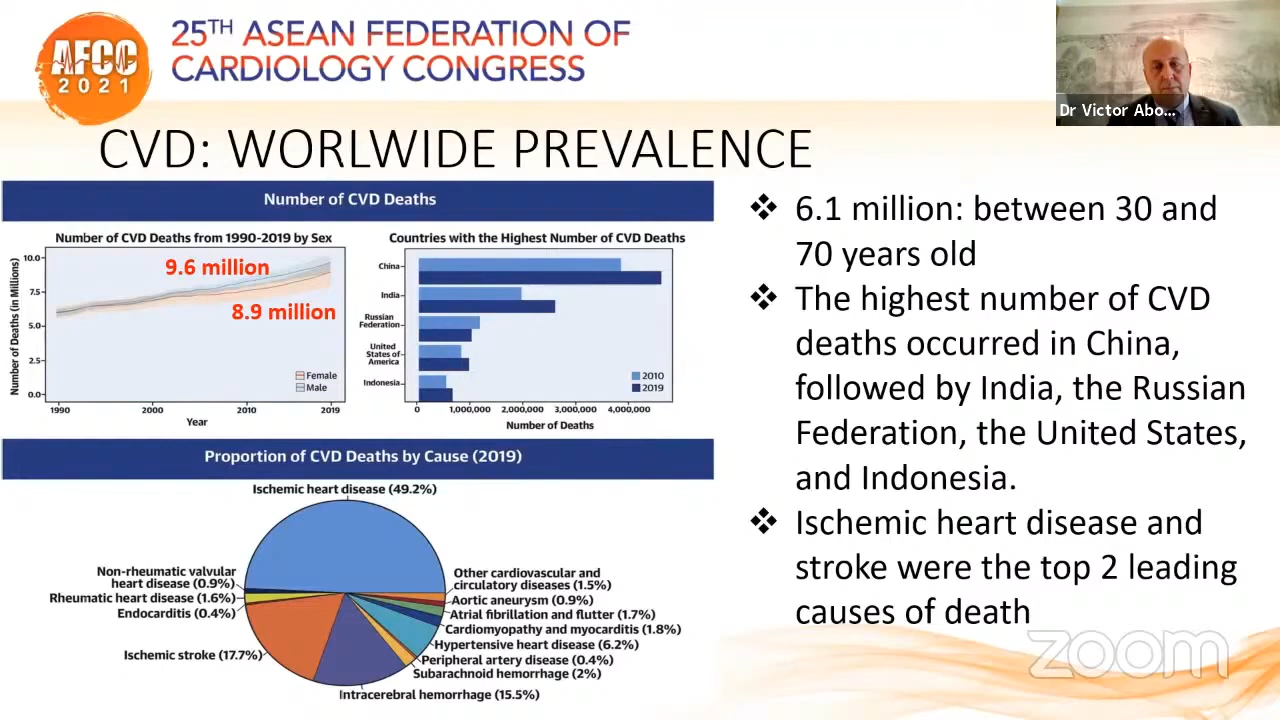 AFCC
2021
25TH ASEAN FEDERATION OF
CARDIOLOGY CONGRESS
Dr Victor Abo...
CVD: WORLWIDE PREVALENCE
Number of CVD Deaths
Number of CVD Deaths from 1990-2019 by Sex
Number of Deaths (in Millions)
10.0
7.5
5.0
2.5
0.0
9.6 million
8.9 million
Female
Male
1990
2000
2010
2019
Year
Countries with the Highest Number of CVD Deaths
China
India
Russian
Federation
United
States of
America
Indonesia
2010
2019
0
1,000,000
2,000,000
3,000,000
4,000,000
Number of Deaths
Proportion of CVD Deaths by Cause (2019)
Ischemic heart disease (49.2%)
Non-rheumatic valvular
heart disease (0.9%)
Rheumatic heart disease (1.6%)
Endocarditis (0.4%)
Ischemic stroke (17.7%)
Intracerebral hemorrhage (15.5%)
Other cardiovascular and
circulatory diseases (1.5%)
Aortic aneurysm (0.9%)
Atrial fibrillation and flutter (1.7%)
Cardiomyopathy and myocarditis (1.8%)
Hypertensive heart disease (6.2%)
Peripheral artery disease (0.4%)
Subarachnoid hemorrhage (2%)
❖ 6.1 million: between 30 and
70 years old
❖ The highest number of CVD
deaths occurred in China,
followed by India, the Russian
Federation, the United States,
and Indonesia.
❖ Ischemic heart disease and
stroke were the top 2 leading
causes of death
zoom